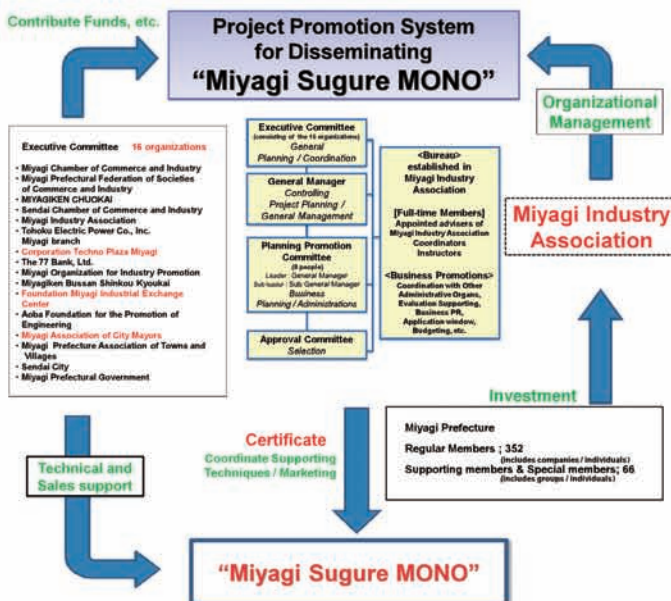 Contribute Funds, etc.
Project Promotion System
for Disseminating
“Miyagi Sugure MONO”
Organizational
Management
Executive Committee 16 organizations
・Miyagi Chamber of Commerce and Industry
・Miyagi Prefectural Federation of Societies
of Commerce and Industry
・MIYAGIKEN CHUOKAI
・Sendai Chamber of Commerce and Industry
・Miyagi Industry Association
・Tohoku Electric Power Co., Inc.
Miyagi branch
・Corporation Techno Plaza Miyagi
・The 77 Bank, Ltd.
・Miyagi Organization for Industry Promotion
・Miyagiken Bussan Shinkou Kyoukai
・Foundation Miyagi Industrial Exchange
Center
・Aoba Foundation for the Promotion of
Engineering
・Miyagi Association of City Mayors
・Miyagi Prefecture Association of Towns and
Villages
・Sendai City
・Miyagi Prefectural Government
Executive Committee
(consisting of the 16 organizations)
General
Planning / Coordination
General Manager
Controlling
Project Planning /
General Management
Planning Promotion
Committee
(8 people)
Leader : General Manager
Sub leader : Sub General Manager
Business
Planning / Administrations
Approval Committee
Selection
<Bureau>
established in
Miyagi Industry
Association
[Full-time Members]
Appointed advisers of
Miyagi Industry Association
Coordinators
Instructors
<Business Promotions>
Coordination with Other
Administrative Organs,
Evaluation Supporting,
Business PR,
Application window,
Budgeting, etc.
Miyagi Industry
Association
Investment
Miyagi Prefecture
Regular Members ; 352
(includes companies / individuals)
Supporting members & Special members; 66
(includes groups / individuals)
Certificate
Coordinate Supporting
Techniques / Marketing
Technical and
Sales support
“Miyagi Sugure MONO”